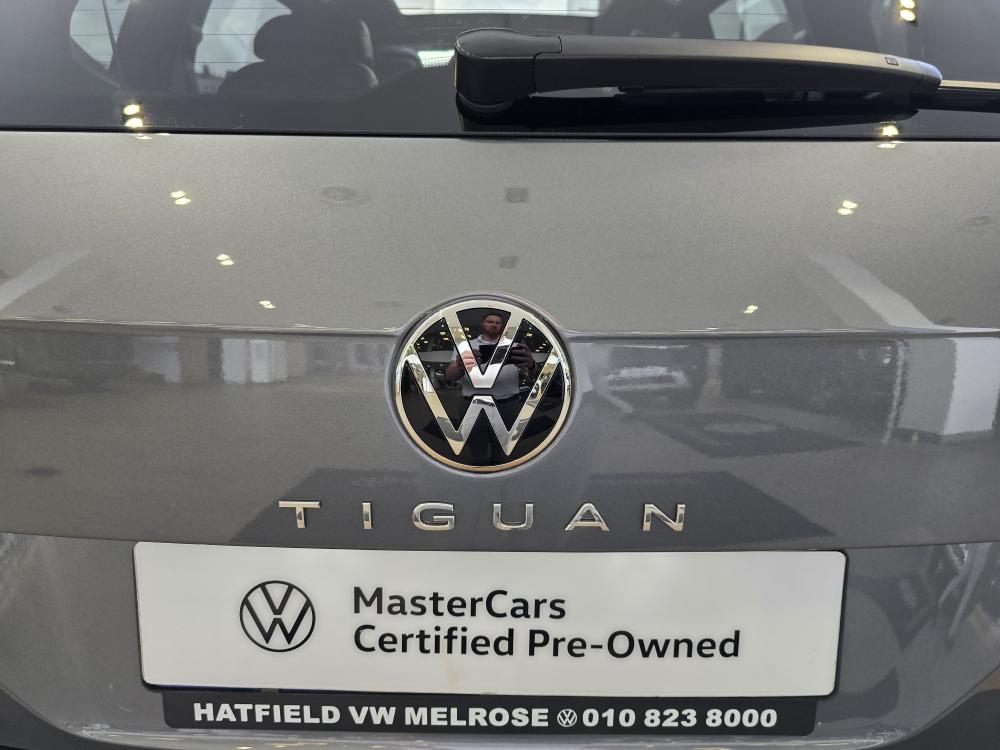 TIGUAN
MasterCars
Certified Pre-Owned
HATFIELD VW MELROSE 010 823 8000